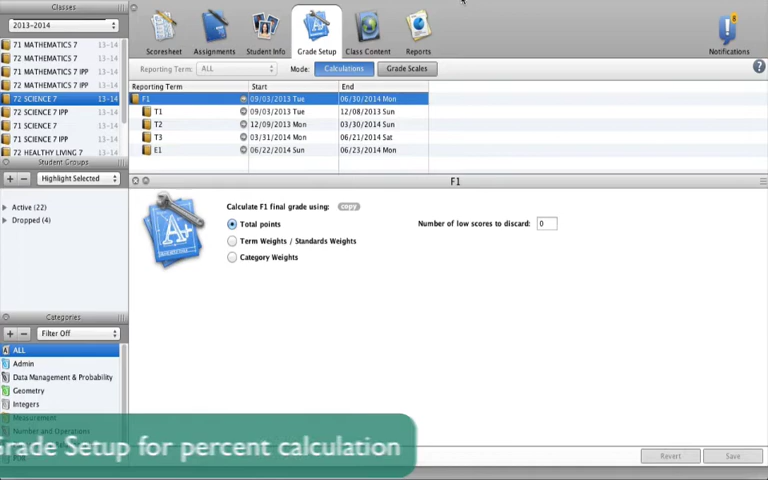 Classes
2013-2014
71 MATHEMATICS 7 13-14
72 MATHEMATICS 7 13-14
71 MATHEMATICS 7 IPP 13-14
72 MATHEMATICS 7 IPP 13-14
72 SCIENCE 7 13-14
72 SCIENCE 7 IPP 13-14
71 SCIENCE 7 13-14
71 SCIENCE 7 IPP 13-14
72 HEALTHY LIVING 7 13-14
Student Groups
Highlight Selected
Active (22)
Dropped (4)
Categories
Filter Off
ALL
Admin
Data Management & Probability
Geometry
Integers
Measurement
Number and Operations
Scoresheet
Assignments
Student Info
Grade Setup
Class Content
Reports
8
Notifications
Reporting Term: ALL
Mode: Calculations Grade Scales
?
Reporting Term Start End
F1 09/03/2013 Tue 06/30/2014 Mon
T1 09/03/2013 Tue 12/08/2013 Sun
T2 12/09/2013 Mon 03/30/2014 Sun
T3 03/31/2014 Mon 06/21/2014 Sat
E1 06/22/2014 Sun 06/23/2014 Mon
F1
A+
Calculate F1 final grade using: copy
Total points
Term Weights / Standards Weights
Category Weights
Number of low scores to discard: 0
Grade Setup for percent calculation
Revert
Save